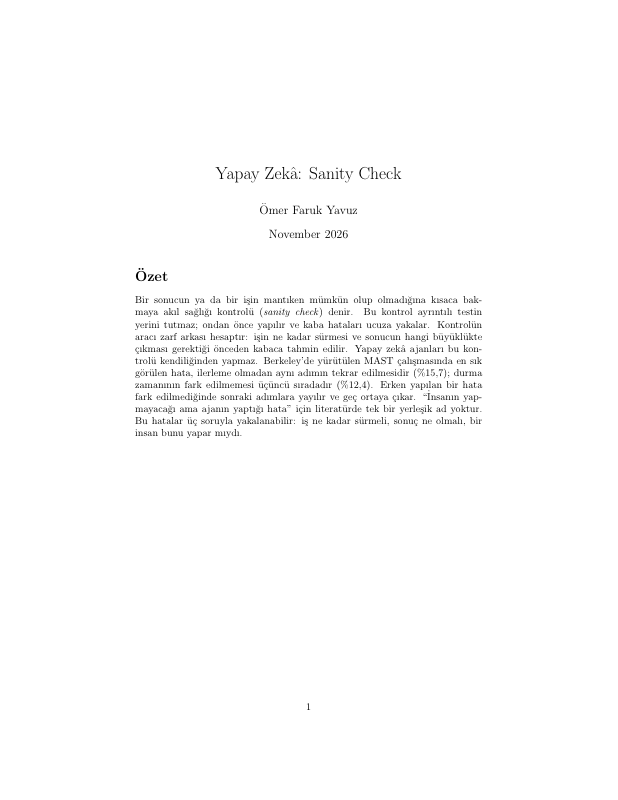 Yapay Zekâ: Sanity Check
Ömer Faruk Yavuz
November 2026
Özet
Bir sonucun ya da bir işin mantıken mümkün olup olmadığına kısaca bak-
maya akıl sağlığı kontrolü (sanity check) denir. Bu kontrol ayrıntılı testin
yerini tutmaz; ondan önce yapılır ve kaba hataları ucuza yakalar. Kontrolün
aracı zarf arkası hesaptır: işin ne kadar sürmesi ve sonucun hangi büyüklükte
çıkması gerektiği önceden kabaca tahmin edilir. Yapay zekâ ajanları bu kon-
trolü kendiliğinden yapmaz. Berkeley'de yürütülen MAST çalışmasında en sık
görülen hata, ilerleme olmadan aynı adımın tekrar edilmesidir (%15,7); durma
zamanının fark edilmemesi üçüncü sıradadır (%12,4). Erken yapılan bir hata
fark edilmediğinde sonraki adımlara yayılır ve geç ortaya çıkar. “İnsanın yap-
mayacağı ama ajanın yaptığı hata” için literatürde tek bir yerleşik ad yoktur.
Bu hatalar üç soruyla yakalanabilir: iş ne kadar sürmeli, sonuç ne olmalı, bir
insan bunu yapar mıydı.
1